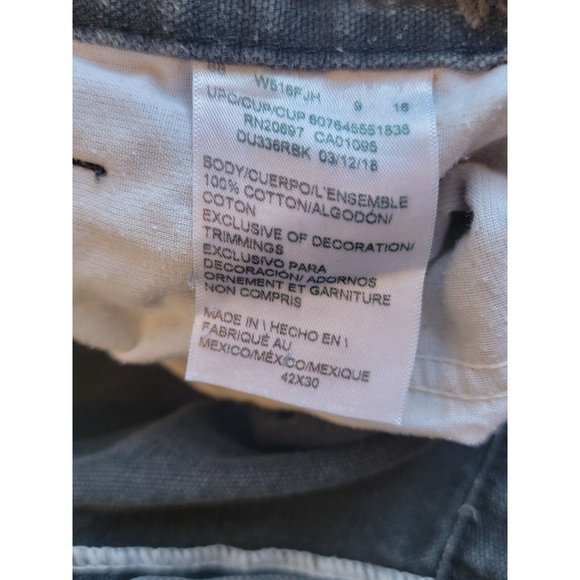 W516FJH 9 16
UPC/CUP/CUP 607645551838
RN20697 CA01095
DU336RBK 03/12/18
BODY/CUERPO/L'ENSEMBLE
100% COTTON/ALGODÓN/
COTON
EXCLUSIVE OF DECORATION/
TRIMMINGS
EXCLUSIVO PARA
DECORACIÓN/ ADORNOS
ORNEMENT ET GARNITURE
NON COMPRIS
MADE IN \ HECHO EN \
FABRIQUÉ AU
MEXICO/MÉXICO/MEXIQUE
42X30